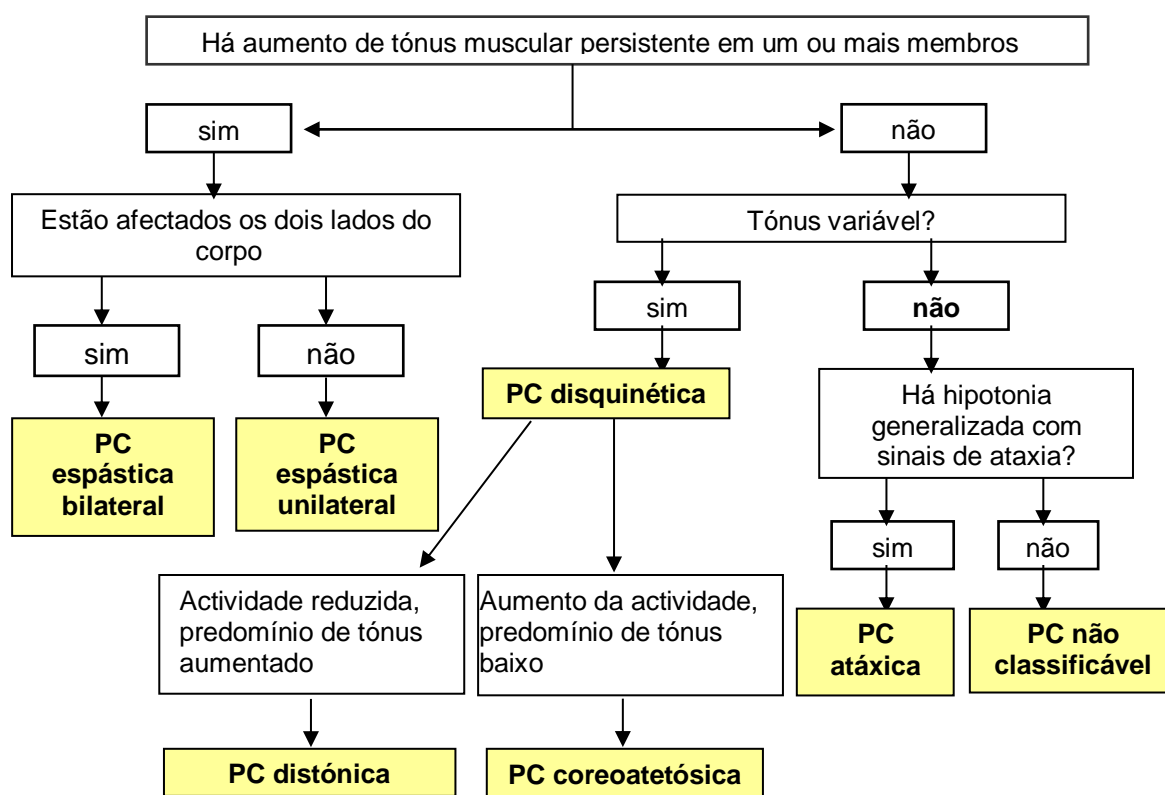 Há aumento de tónus muscular persistente em um ou mais membros
sim
não
Estão afectados os dois lados do
corpo
Tónus variável?
sim
não
sim
não
PC disquinética
Há hipotonia
generalizada com
sinais de ataxia?
PC
espástica
bilateral
PC
espástica
unilateral
sim
não
Actividade reduzida,
predomínio de tónus
aumentado
Aumento da actividade,
predomínio de tónus
baixo
PC
atáxica
PC não
classificável
PC distónica
PC coreoatetósica